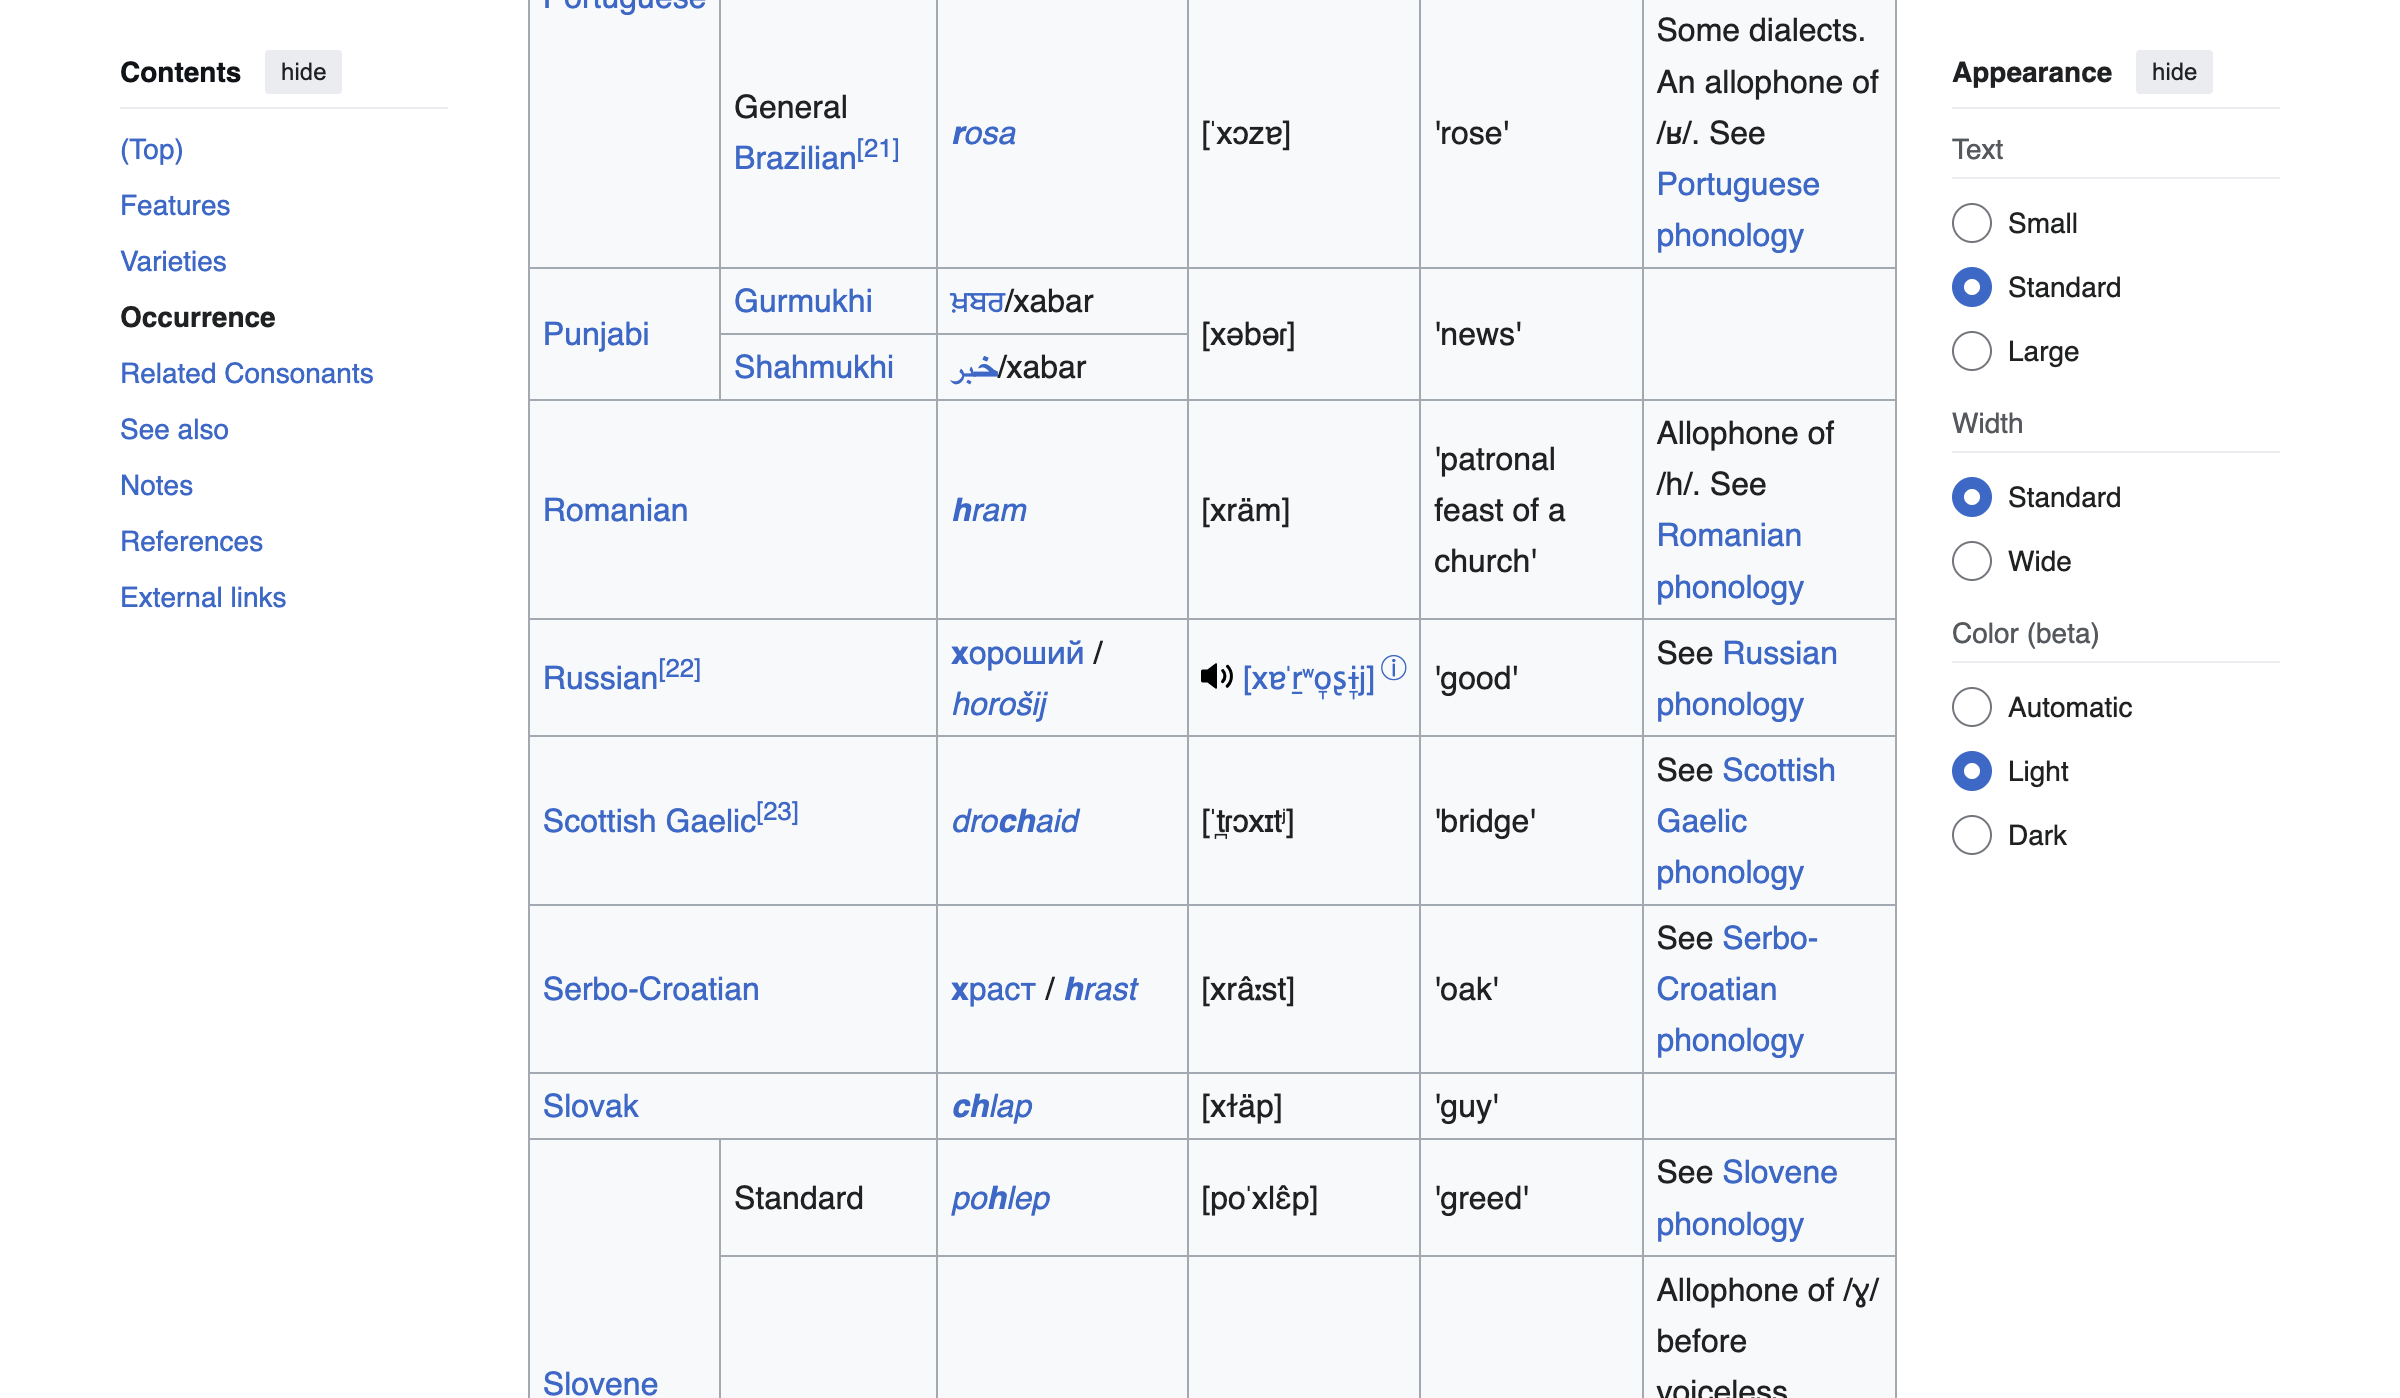 Contents hide
(Top)
Features
Varieties
Occurrence
Related Consonants
See also
Notes
References
External links
Portuguese
General
Brazilian[21]
rosa
[ˈxɔzɐ]
'rose'
Some dialects.
An allophone of
/ʁ/. See
Portuguese
phonology
Punjabi
Gurmukhi
ਖ਼ਬਰ/xabar
Shahmukhi
خبر/xabar
[xəbəɾ]
'news'
Romanian
hram
[xräm]
'patronal
feast of a
church'
Allophone of
/h/. See
Romanian
phonology
Russian[22]
хороший /
horošij
[xɐˈr̠ʷo̞ʂɨ̞j] ⓘ
'good'
See Russian
phonology
Scottish Gaelic[23]
drochaid
[ˈt̪ɾɔxɪtʲ]
'bridge'
See Scottish
Gaelic
phonology
Serbo-Croatian
храст / hrast
[xrâːst]
'oak'
See Serbo-
Croatian
phonology
Slovak
chlap
[xɫäp]
'guy'
Slovene
Standard
pohlep
[poˈxlɛ̂p]
'greed'
See Slovene
phonology
Allophone of /ɣ/
before
voiceless
Appearance hide
Text
Small
Standard
Large
Width
Standard
Wide
Color (beta)
Automatic
Light
Dark